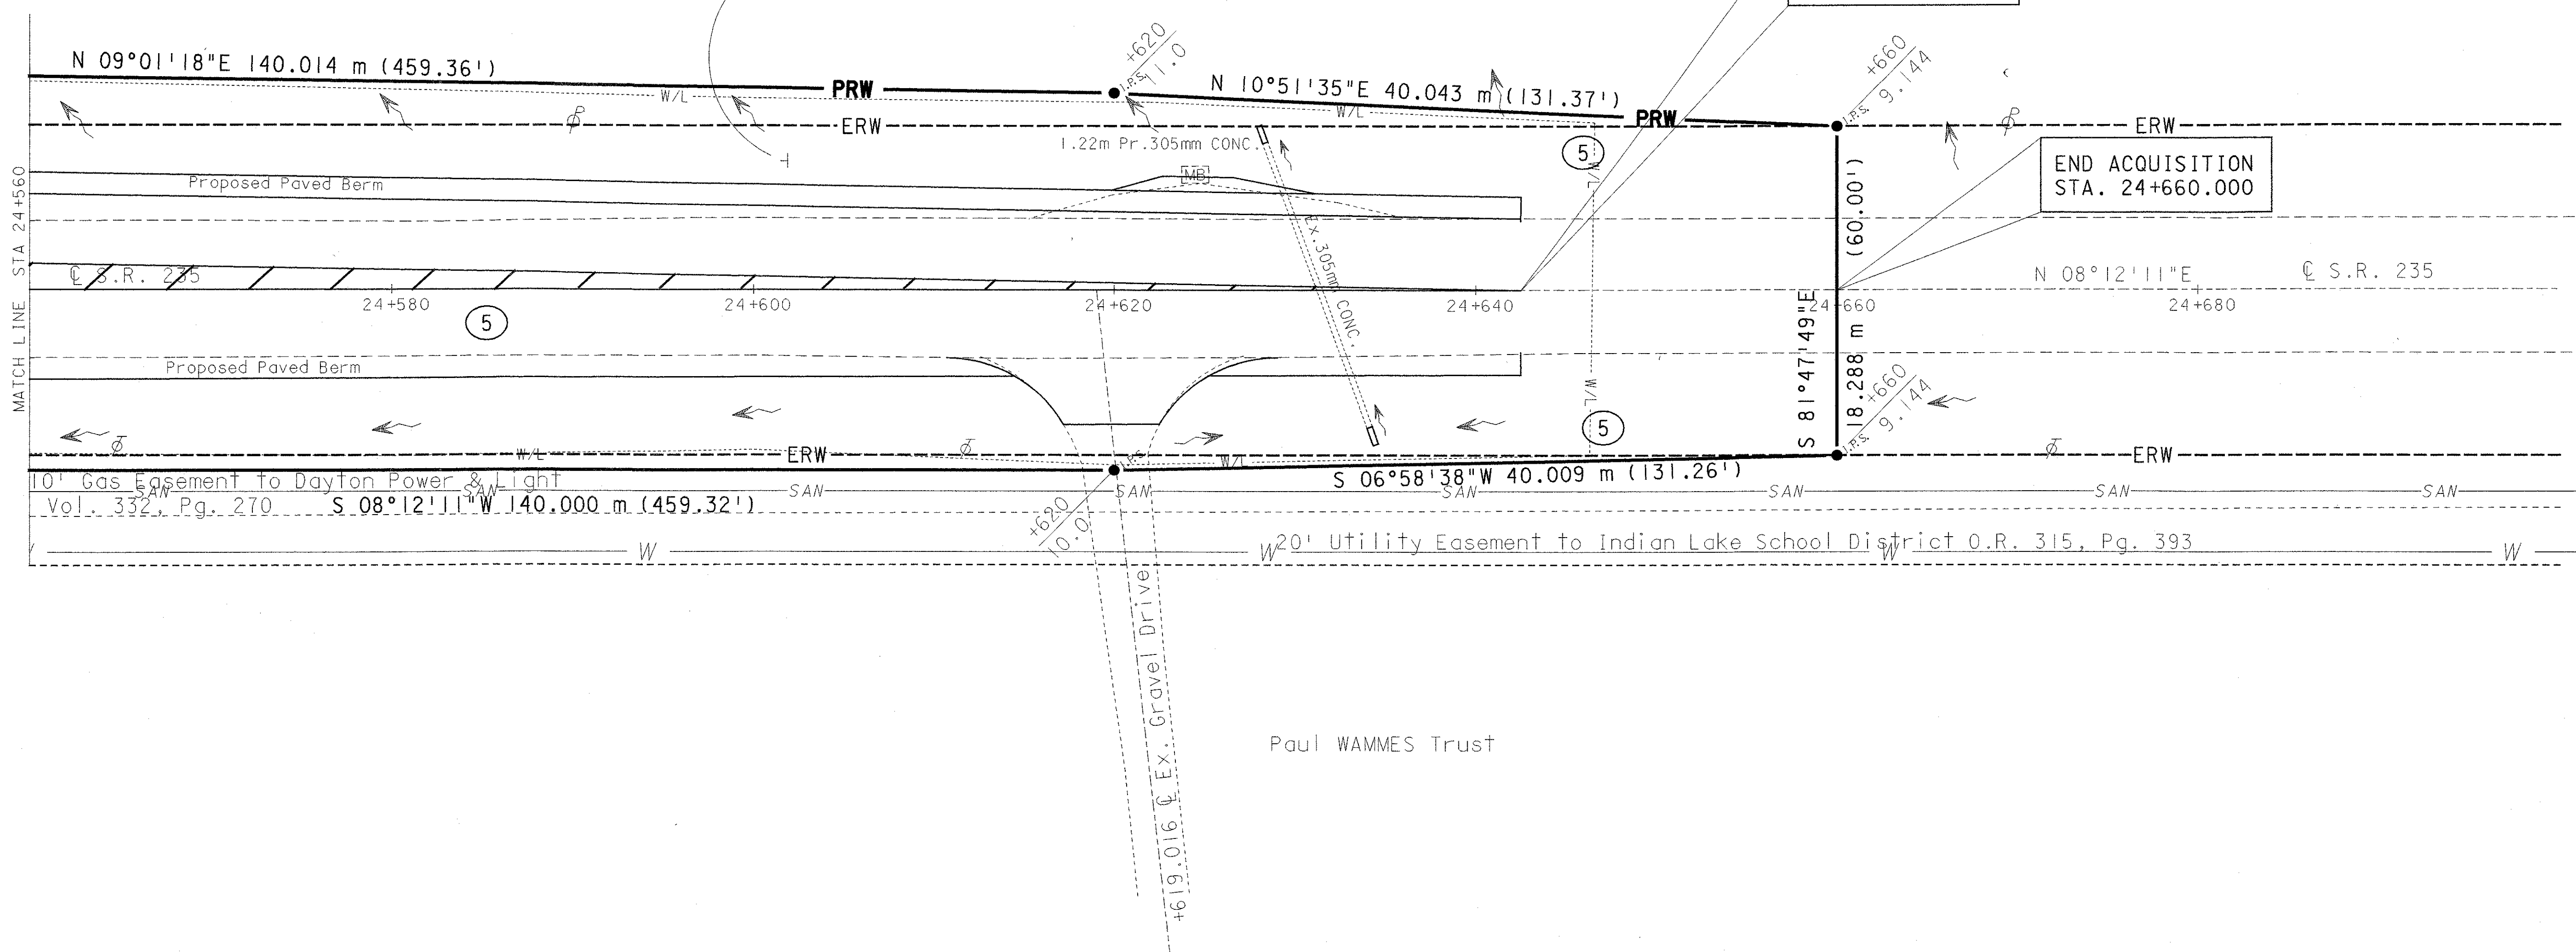 +620
11.0
I.P.S.
+660
9.144
I.P.S.
N 09°01'18"E 140.014 m (459.36')
PRW
N 10°51'35"E 40.043 m (131.37')
PRW
W/L
W/L
ERW
ERW
1.22m Pr.305mm CONC.
5
W/L
END ACQUISITION
STA. 24+660.000
MB
Proposed Paved Berm
MATCH LINE STA 24+560
Ex.305mm CONC.
(60.00')
℄ S.R. 235
N 08°12'11"E
℄ S.R. 235
24+580
24+600
24+620
24+640
24+660
24+680
5
S 81°47'49"E
18.288 m
Proposed Paved Berm
W/L
+660
9.144
I.P.S.
5
W/L
ERW
I.P.S.
W/L
ERW
S 06°58'38"W 40.009 m (131.26')
10' Gas Easement to Dayton Power & Light
SAN SAN SAN SAN SAN SAN SAN SAN
Vol. 332, Pg. 270
S 08°12'11"W 140.000 m (459.32')
+620
10.0
20' Utility Easement to Indian Lake School District O.R. 315, Pg. 393
W W W W
+619.016 ℄ Ex. Gravel Drive
Paul WAMMES Trust